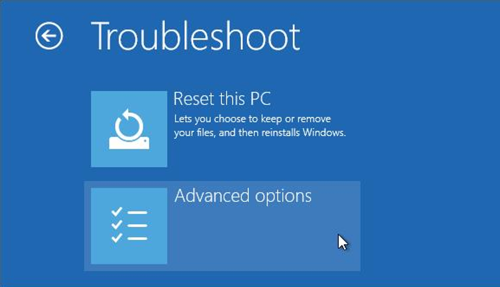 Troubleshoot
Reset this PC
Lets you choose to keep or remove
your files, and then reinstalls Windows.
Advanced options